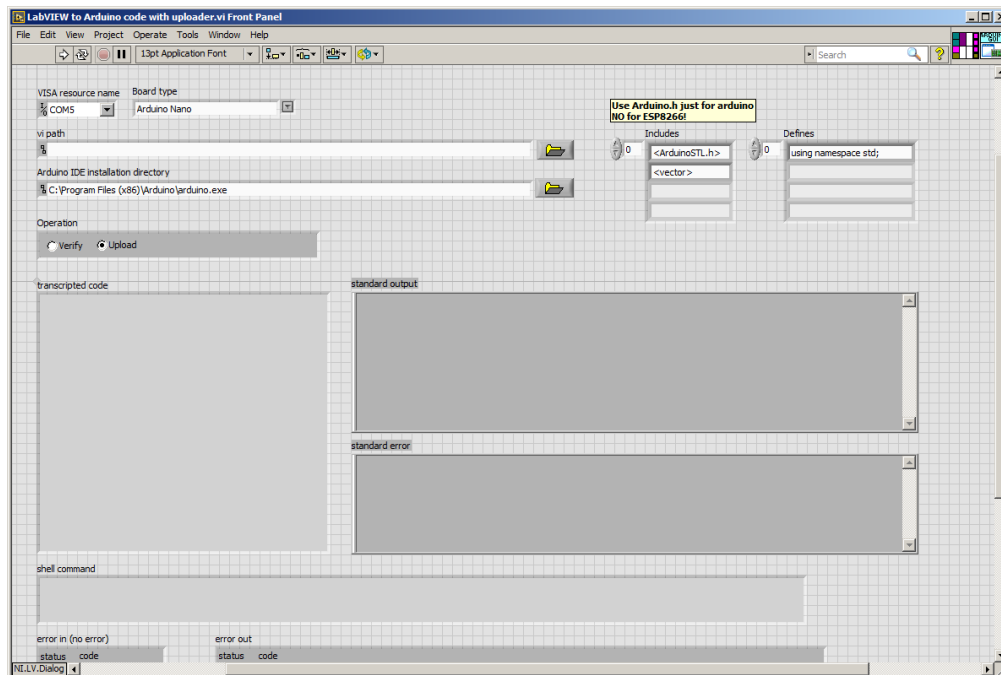 LabVIEW to Arduino code with uploader.vi Front Panel
File Edit View Project Operate Tools Window Help
13pt Application Font
Search
VISA resource name Board type
COM5 Arduino Nano
Use Arduino.h just for arduino
NO for ESP8266!
vi path
Includes Defines
0 <ArduinoSTL.h> 0 using namespace std;
<vector>
Arduino IDE installation directory
C:\Program Files (x86)\Arduino\arduino.exe
Operation
Verify Upload
transcripted code
standard output
standard error
shell command
error in (no error) error out
status code status code
NI.LV.Dialog